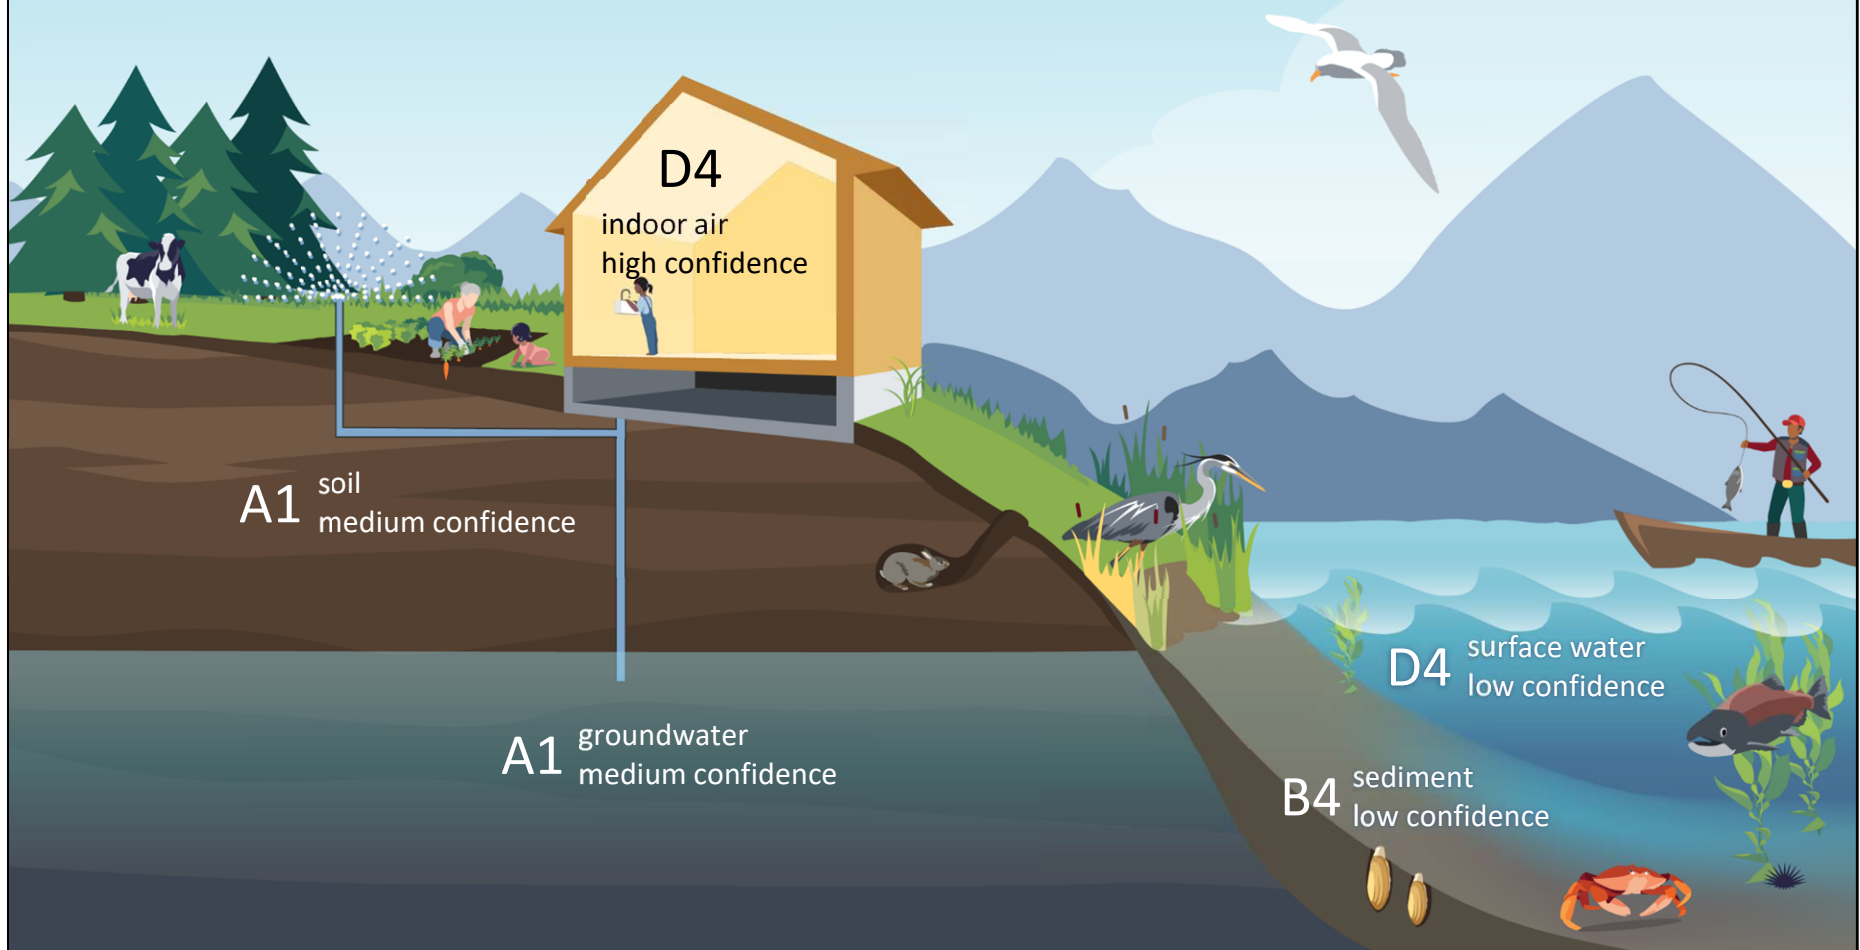 D4
indoor air
high confidence
A1
soil
medium confidence
A1
groundwater
medium confidence
D4
surface water
low confidence
B4
sediment
low confidence